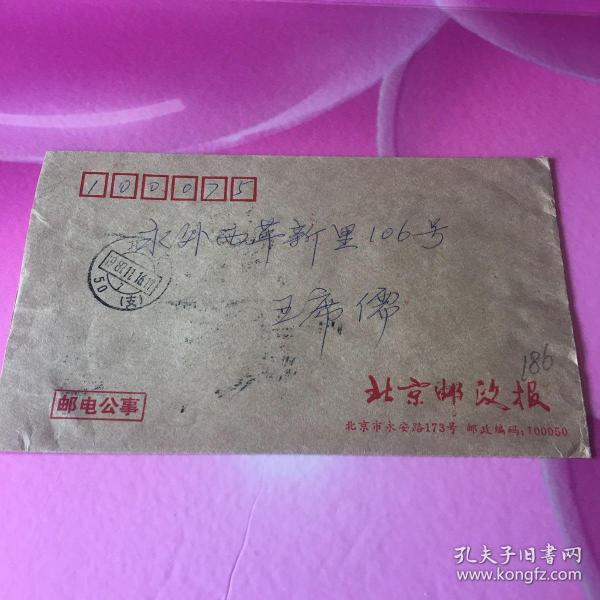 100075
永外西革新里106号
王席儒
186
邮电公事
北京邮政报
北京市永安路173号 邮政编码:100050
50(支)
孔夫子旧书网
www.kongfz.com